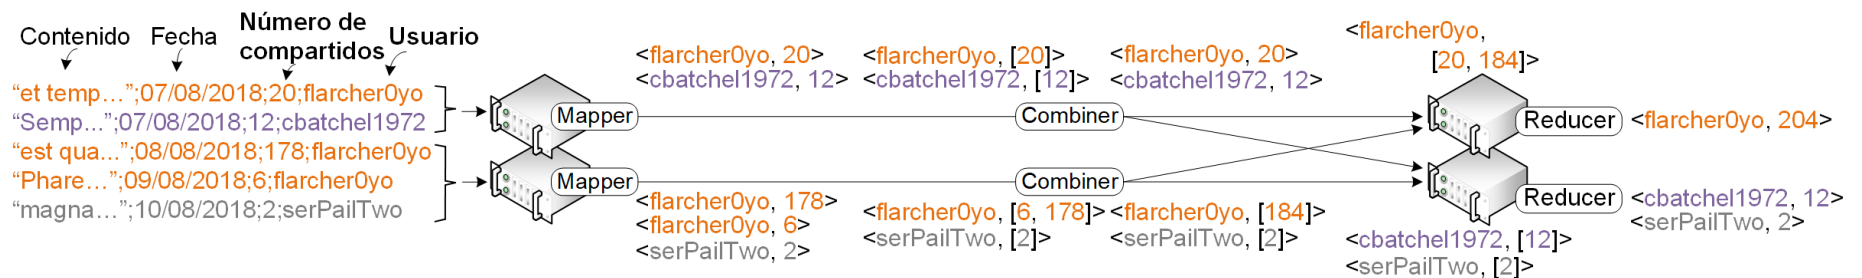 Contenido
Fecha
Número de
compartidos
Usuario
“et temp...”;07/08/2018;20;flarcher0yo
“Semp...”;07/08/2018;12;cbatchel1972
“est qua...”;08/08/2018;178;flarcher0yo
“Phare...”;09/08/2018;6;flarcher0yo
“magna...”;10/08/2018;2;serPailTwo
Mapper
Mapper
<flarcher0yo, 20>
<cbatchel1972, 12>
<flarcher0yo, 178>
<flarcher0yo, 6>
<serPailTwo, 2>
<flarcher0yo, [20]>
<cbatchel1972, [12]>
<flarcher0yo, [6, 178]>
<serPailTwo, [2]>
Combiner
Combiner
<flarcher0yo, 20>
<cbatchel1972, 12>
<flarcher0yo, [184]>
<serPailTwo, [2]>
<flarcher0yo,
[20, 184]>
Reducer
<flarcher0yo, 204>
Reducer
<cbatchel1972, 12>
<serPailTwo, 2>
<cbatchel1972, [12]>
<serPailTwo, [2]>